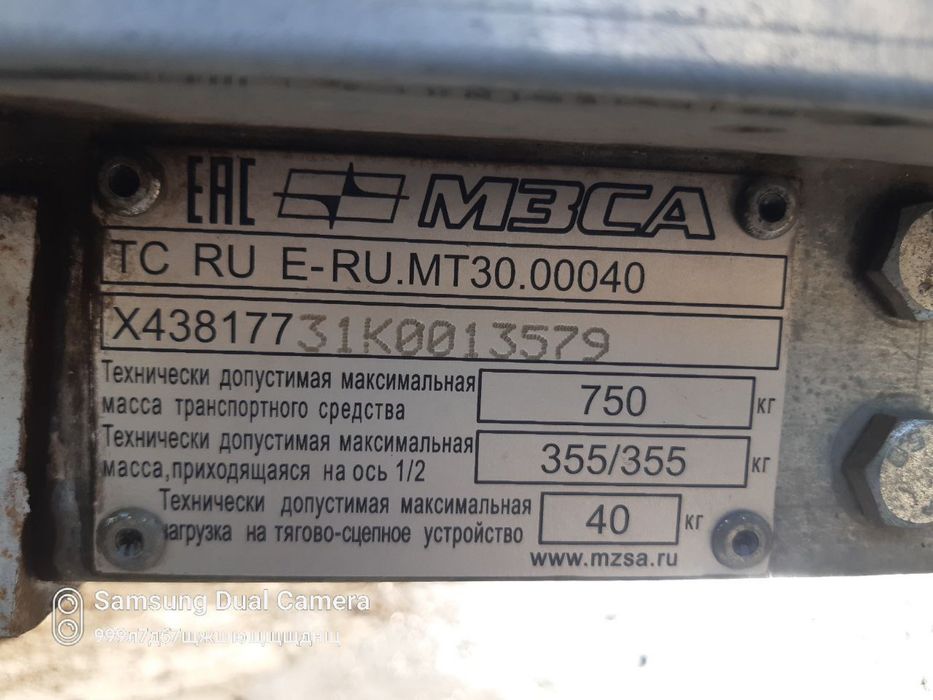 ЕАС МЗСА
TC RU E-RU.MT30.00040
X43817731K0013579
Технически допустимая максимальная
масса транспортного средства
750 кг
Технически допустимая максимальная
масса,приходящаяся на ось 1/2
355/355 кг
Технически допустимая максимальная
нагрузка на тягово-сцепное устройство
40 кг
www.mzsa.ru
Samsung Dual Camera